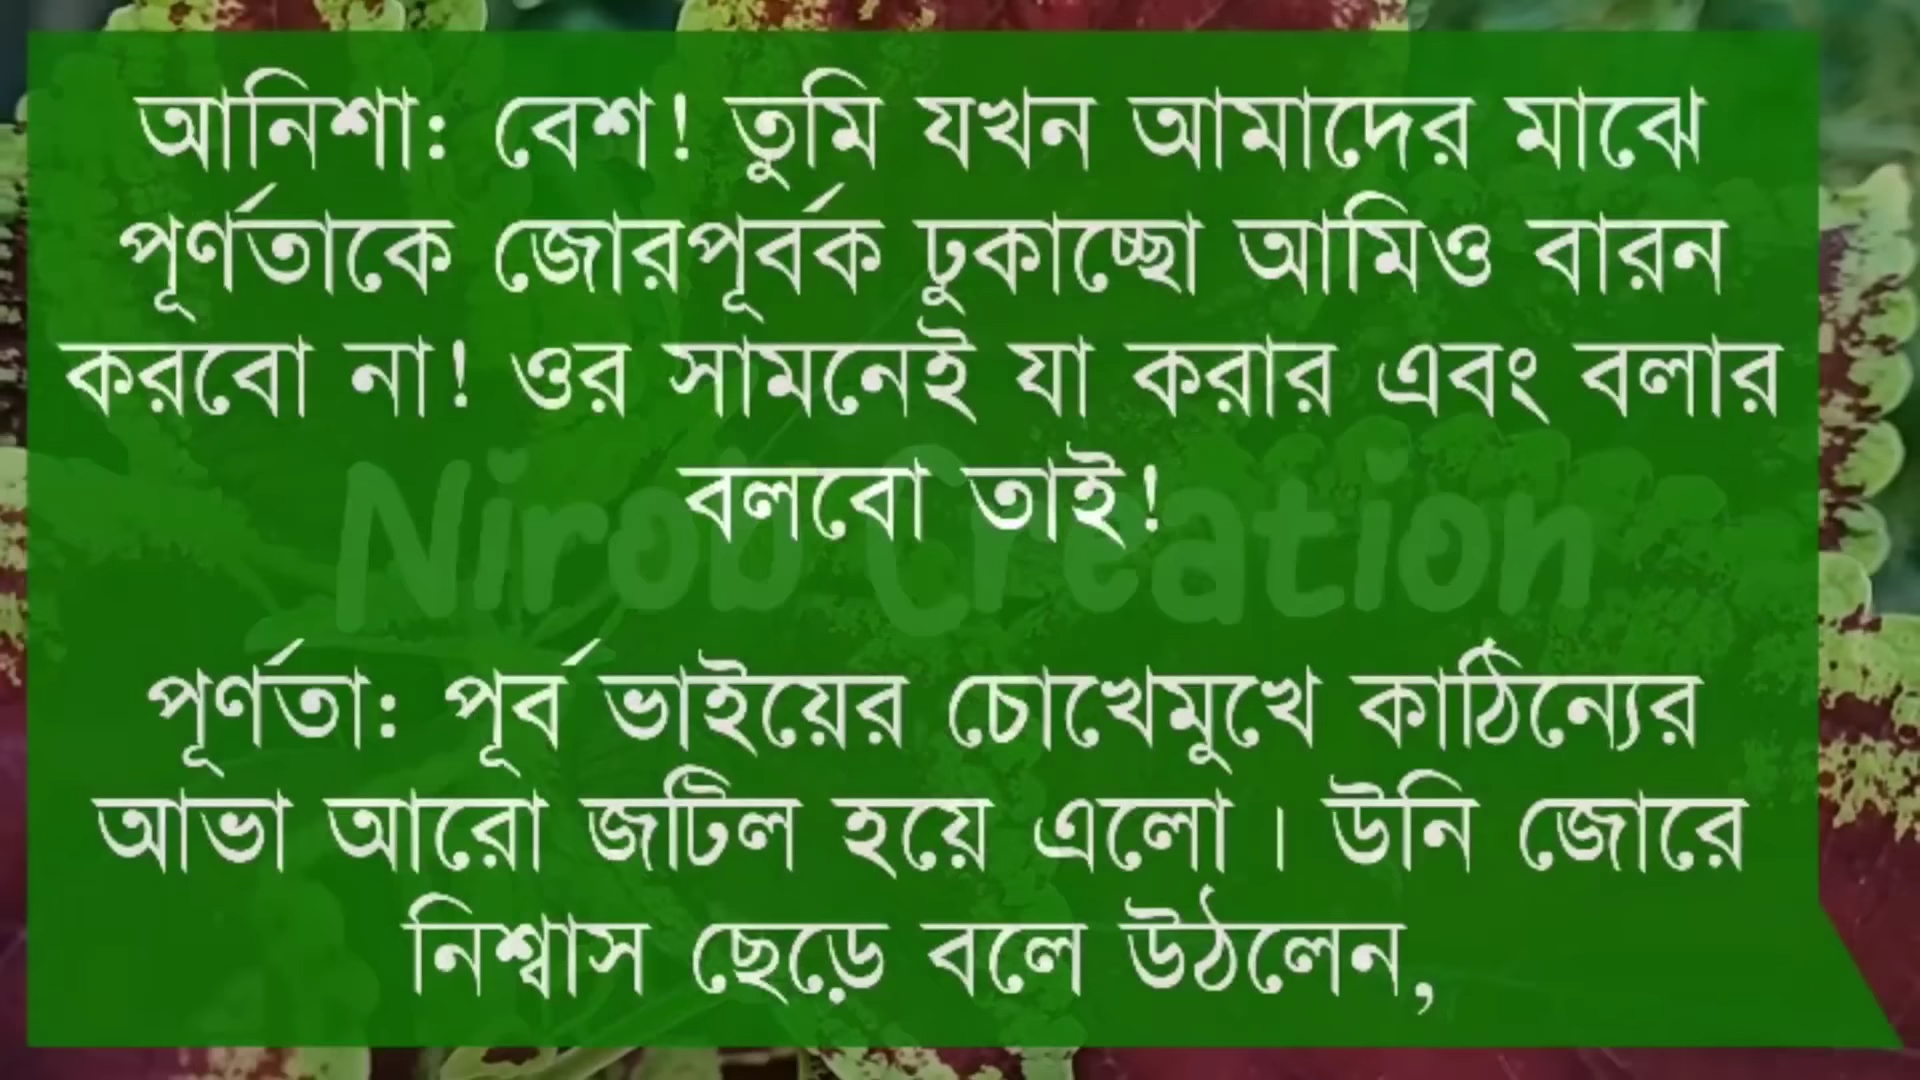 আনিশা: বেশ! তুমি যখন আমাদের মাঝে
পূর্ণতাকে জোরপূর্বক ঢুকাচ্ছো আমিও বারন
করবো না! ওর সামনেই যা করার এবং বলার
বলবো তাই!
Nirob Creation
পূর্ণতা: পূর্ব ভাইয়ের চোখেমুখে কাঠিন্যের
আভা আরো জটিল হয়ে এলো। উনি জোরে
নিশ্বাস ছেড়ে বলে উঠলেন,